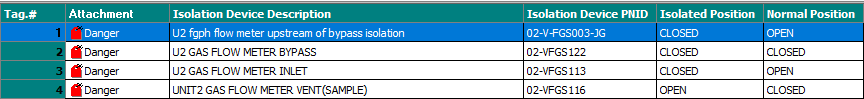 Tag.# Attachment Isolation Device Description Isolation Device PNID Isolated Position Normal Position
1 Danger U2 fgph flow meter upstream of bypass isolation 02-V-FGS003-JG CLOSED OPEN
2 Danger U2 GAS FLOW METER BYPASS 02-VFGS122 CLOSED CLOSED
3 Danger U2 GAS FLOW METER INLET 02-VFGS113 CLOSED OPEN
4 Danger UNIT2 GAS FLOW METER VENT(SAMPLE) 02-VFGS116 OPEN CLOSED